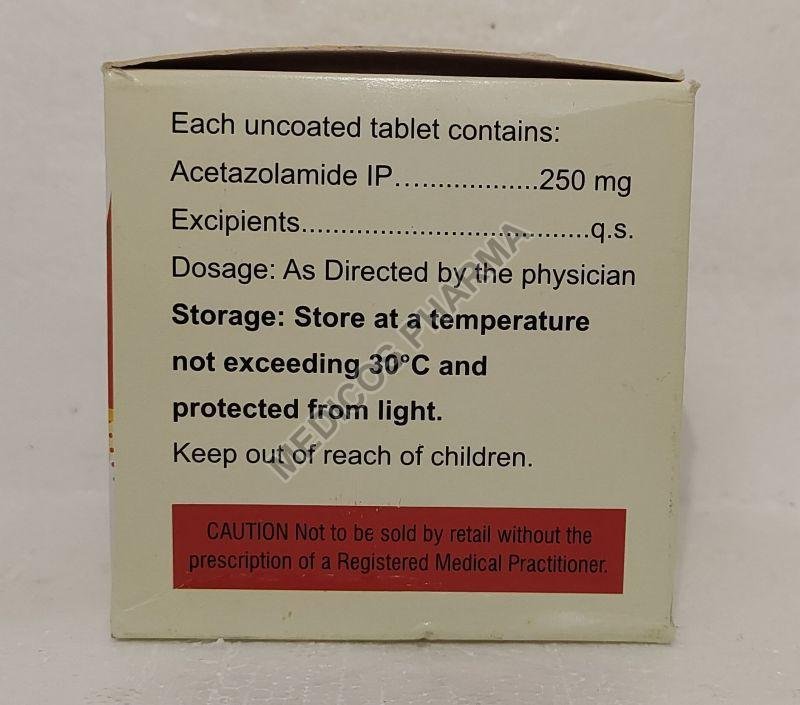 Each uncoated tablet contains:
Acetazolamide IP....................250 mg
Excipients.....................................q.s.
Dosage: As Directed by the physician
Storage: Store at a temperature
not exceeding 30°C and
protected from light.
Keep out of reach of children.
CAUTION Not to be sold by retail without the
prescription of a Registered Medical Practitioner.
MEDICOS PHARMA